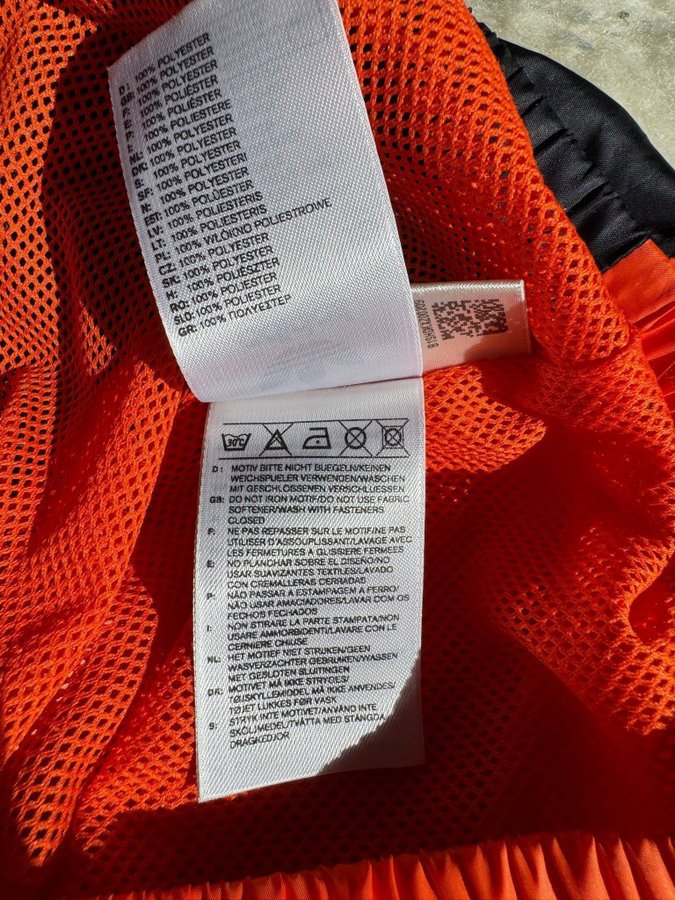 D: 100% POLYESTER
GB: 100% POLYESTER
100% POLYESTER
100% POLIÉSTER
P: 100% POLIÉSTER
I: 100% POLIESTERE
NL: 100% POLYESTER
DK: 100% POLYESTER
S: 100% POLYESTER
SF: 100% POLYESTERI
N: 100% POLYESTER
EST: 100% POLÜESTER
LV: 100% POLIESTERIS
LT: 100% POLIESTERIS
PL: 100% WŁÓKNO POLIESTROWE
CZ: 100% POLYESTER
SK: 100% POLYESTER
H: 100% POLIÉSZTER
RO: 100% POLIESTER
SLO: 100% POLIESTER
GR: 100% ΠΟΛΥΕΣΤΕΡ
30°C
D: MOTIV BITTE NICHT BUEGELN/KEINEN
WEICHSPUELER VERWENDEN/WASCHEN
MIT GESCHLOSSENEN VERSCHLUESSEN
GB: DO NOT IRON MOTIF/DO NOT USE FABRIC
SOFTENER/WASH WITH FASTENERS
CLOSED
F: NE PAS REPASSER SUR LE MOTIF/NE PAS
UTILISER D'ASSOUPLISSANT/LAVAGE AVEC
LES FERMETURES A GLISSIERE FERMEES
E: NO PLANCHAR SOBRE EL DISEÑO/NO
USAR SUAVIZANTES TEXTILES/LAVADO
CON CREMALLERAS CERRADAS
P: NÃO PASSAR A ESTAMPAGEM A FERRO/
NÃO USAR AMACIADORES/LAVAR COM OS
FECHOS FECHADOS
I: NON STIRARE LA PARTE STAMPATA/NON
USARE AMMORBIDENTI/LAVARE CON LE
CERNIERE CHIUSE
NL: HET MOTIEF NIET STRIJKEN/GEEN
WASVERZACHTER GEBRUIKEN/WASSEN
MET GESLOTEN SLUITINGEN
DK: MOTIVET MÅ IKKE STRYGES/
TØJSKYLLEMIDDEL MÅ IKKE ANVENDES/
TØJET LUKKES FØR VASK
S: STRYK INTE MOTIVET/ANVÄND INTE
SKÖLJMEDEL/TVÄTTA MED STÄNGDA
DRAGKEDJOR